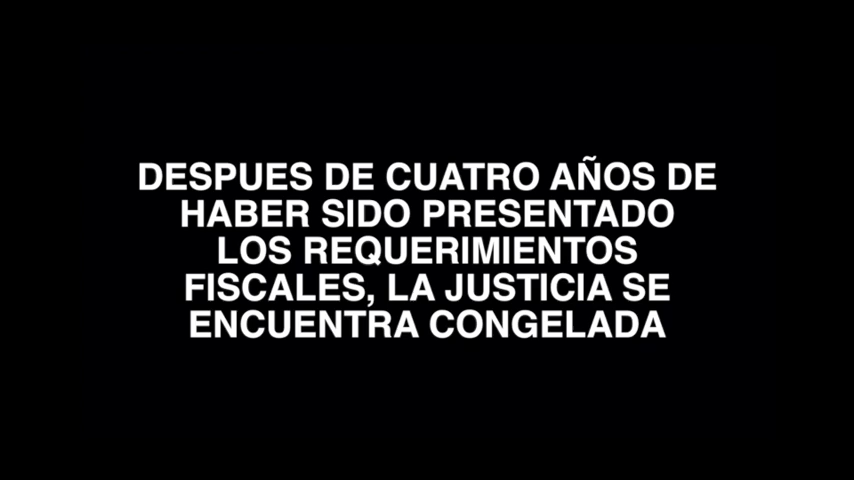 DESPUES DE CUATRO AÑOS DE
HABER SIDO PRESENTADO
LOS REQUERIMIENTOS
FISCALES, LA JUSTICIA SE
ENCUENTRA CONGELADA